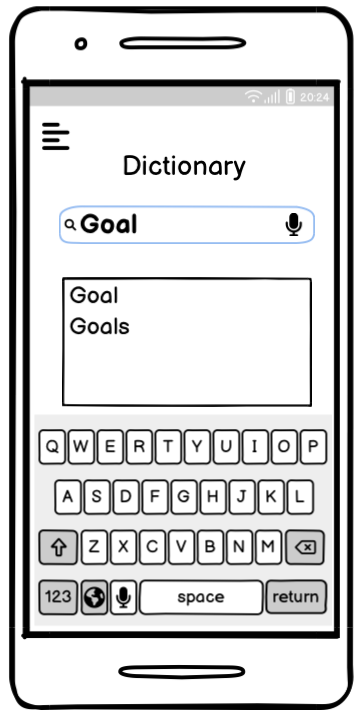 20:24
Dictionary
Goal
Goal
Goals
Q W E R T Y U I O P
A S D F G H J K L
Z X C V B N M
123 space return